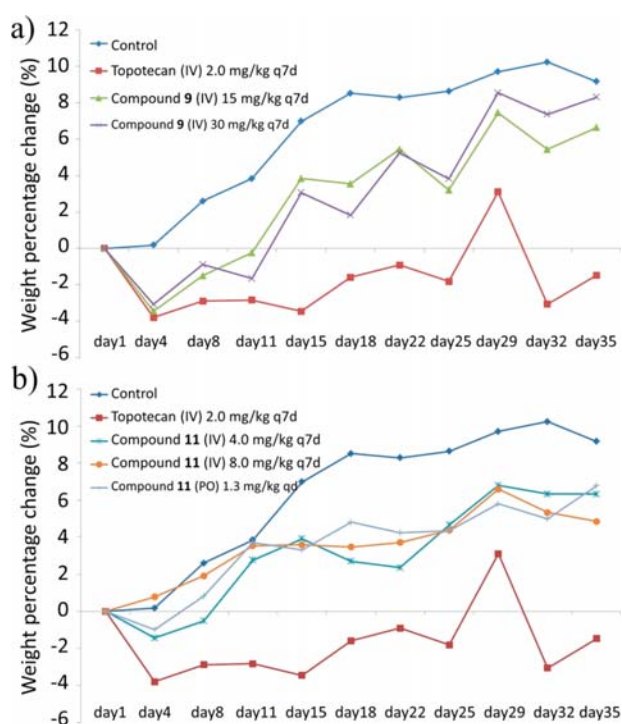 a)
Weight percentage change (%)
12
10
8
6
4
2
0
-2
-4
-6
Control
Topotecan (IV) 2.0 mg/kg q7d
Compound 9 (IV) 15 mg/kg q7d
Compound 9 (IV) 30 mg/kg q7d
day1 day4 day8 day11 day15 day18 day22 day25 day29 day32 day35
b)
Weight percentage change (%)
12
10
8
6
4
2
0
-2
-4
-6
Control
Topotecan (IV) 2.0 mg/kg q7d
Compound 11 (IV) 4.0 mg/kg q7d
Compound 11 (IV) 8.0 mg/kg q7d
Compound 11 (PO) 1.3 mg/kg qd
day1 day4 day8 day11 day15 day18 day22 day25 day29 day32 day35